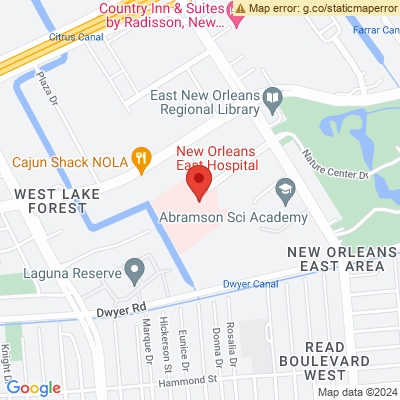 Map error: g.co/staticmaperror
Country Inn & Suites
by Radisson, New...
Citrus Canal
Farrar Can
Plaza Dr
East New Orleans
Regional Library
New Orleans
East Hospital
Cajun Shack NOLA
Nature Center Dr
WEST LAKE
FOREST
Abramson Sci Academy
NEW ORLEANS
EAST AREA
Laguna Reserve
Dwyer Canal
Dwyer Rd
Marque Dr
Hickerson St
Eunice Dr
Donna Dr
Rosalia Dr
READ
BOULEVARD
WEST
Knight D
Hammond St
Google
Map data ©2024